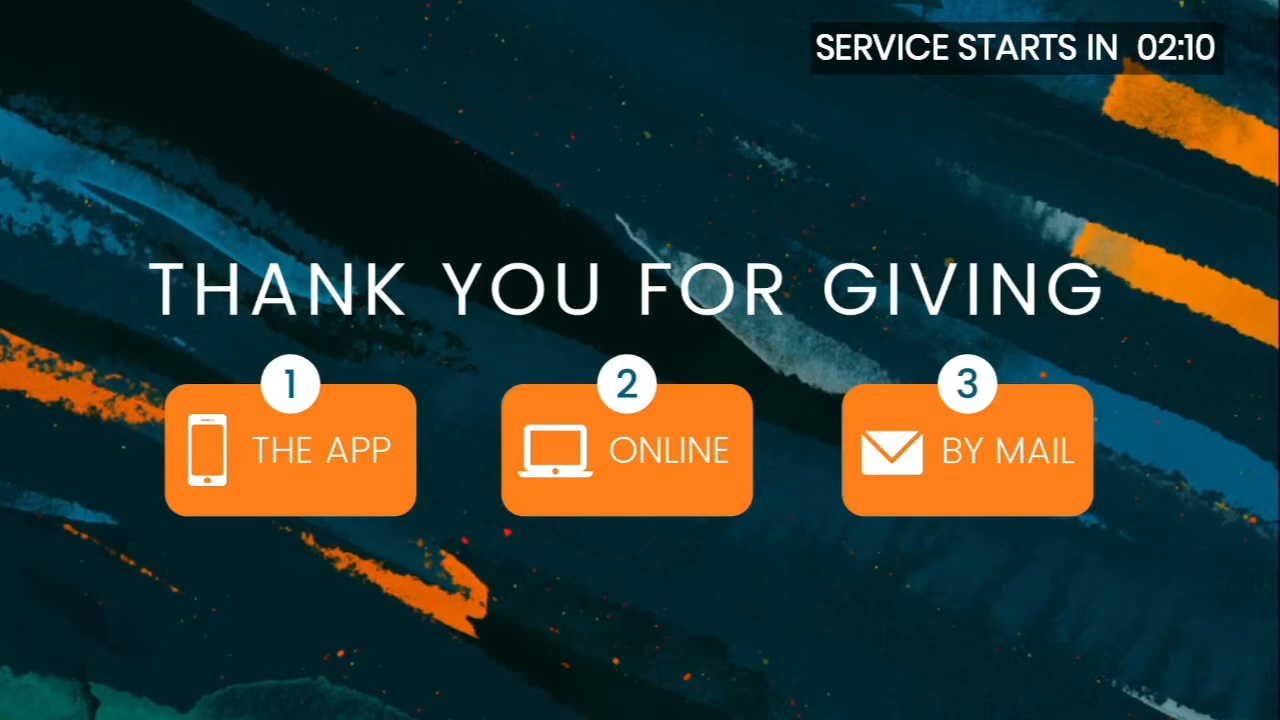 SERVICE STARTS IN 02:10
THANK YOU FOR GIVING
1
THE APP
2
ONLINE
3
BY MAIL